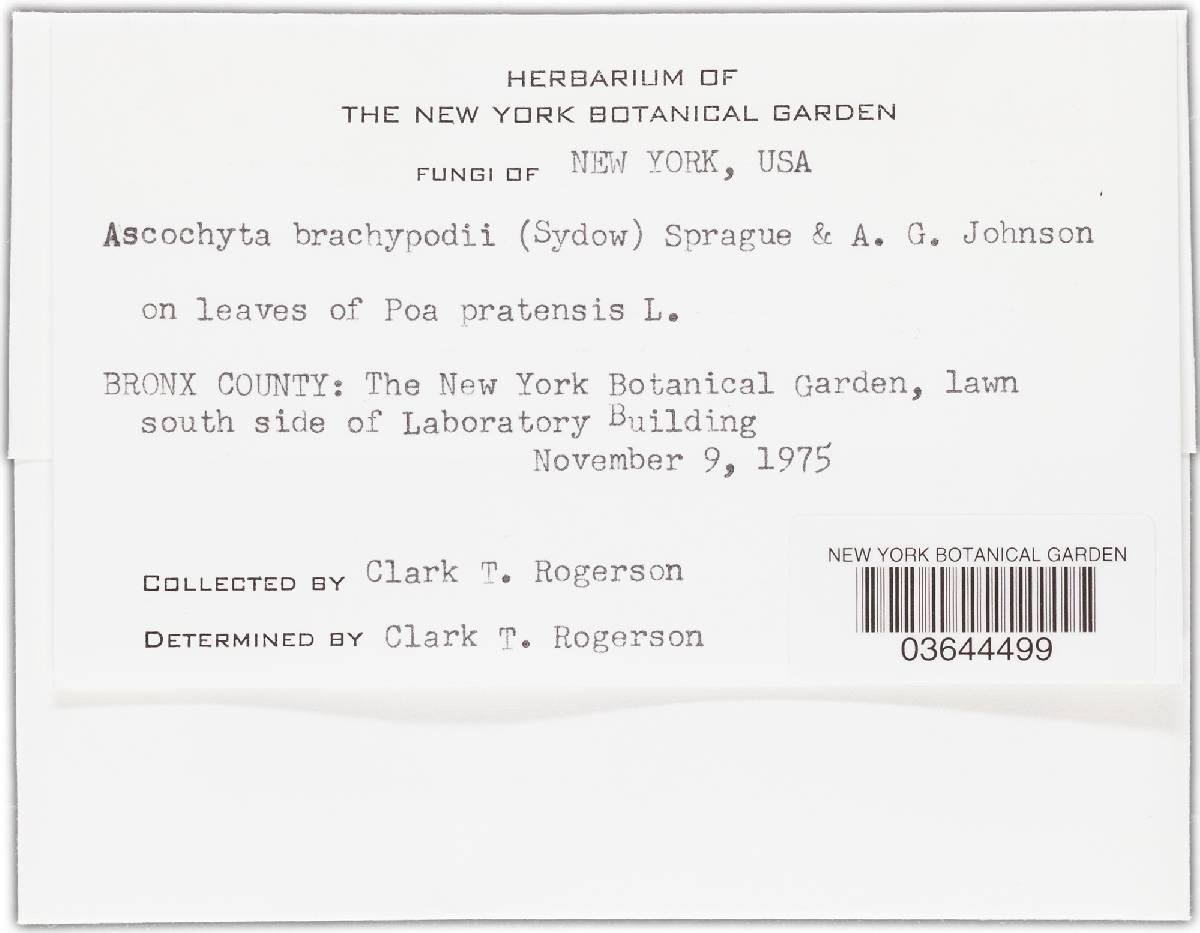 HERBARIUM OF
THE NEW YORK BOTANICAL GARDEN
FUNGI OF NEW YORK, USA
Ascochyta brachypodii (Sydow) Sprague & A. G. Johnson
on leaves of Poa pratensis L.
BRONX COUNTY: The New York Botanical Garden, lawn
south side of Laboratory Building
November 9, 1975
COLLECTED BY Clark T. Rogerson
DETERMINED BY Clark T. Rogerson
NEW YORK BOTANICAL GARDEN
03644499